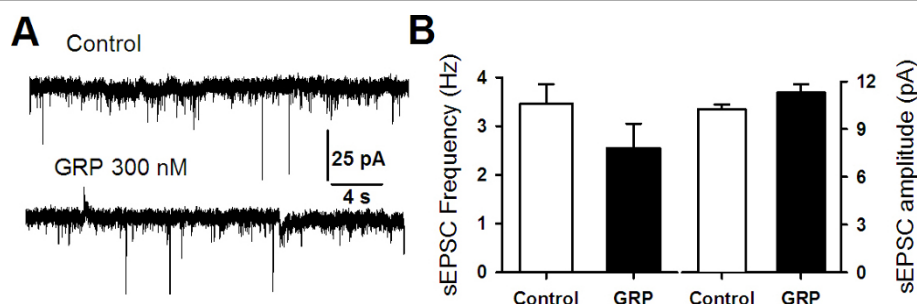 A
Control
25 pA
GRP 300 nM
4 s
B
sEPSC Frequency (Hz)
4
3
2
1
0
12
9
6
3
0
sEPSC amplitude (pA)
Control GRP Control GRP